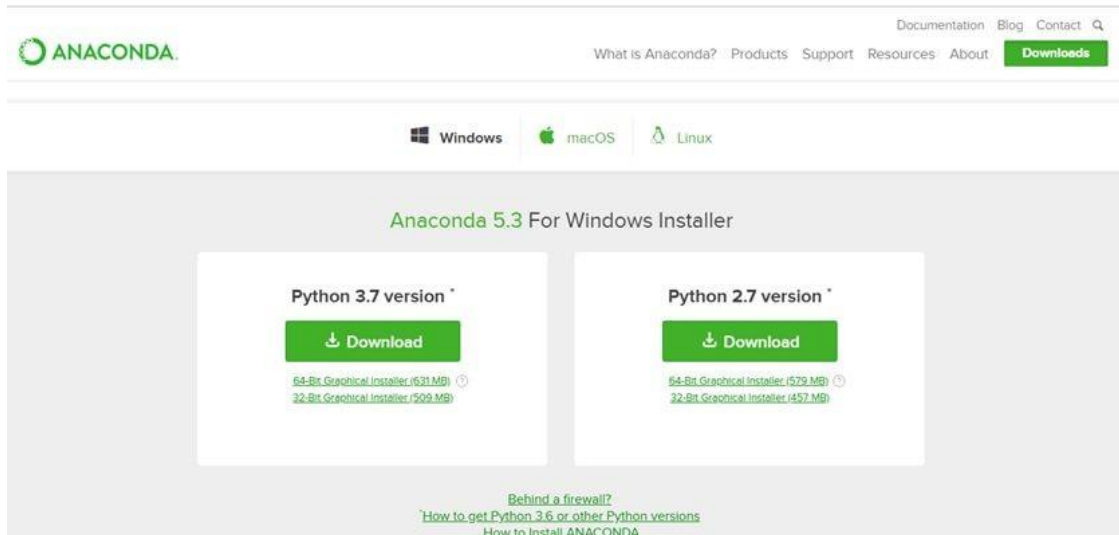 Documentation Blog Contact
ANACONDA.
What is Anaconda? Products Support Resources About Downloads
Windows macOS Linux
Anaconda 5.3 For Windows Installer
Python 3.7 version *
Download
64-Bit Graphical Installer (631 MB) ?
32-Bit Graphical Installer (509 MB)
Python 2.7 version *
Download
64-Bit Graphical Installer (579 MB) ?
32-Bit Graphical Installer (457 MB)
Behind a firewall?
*How to get Python 3.6 or other Python versions
How to Install ANACONDA